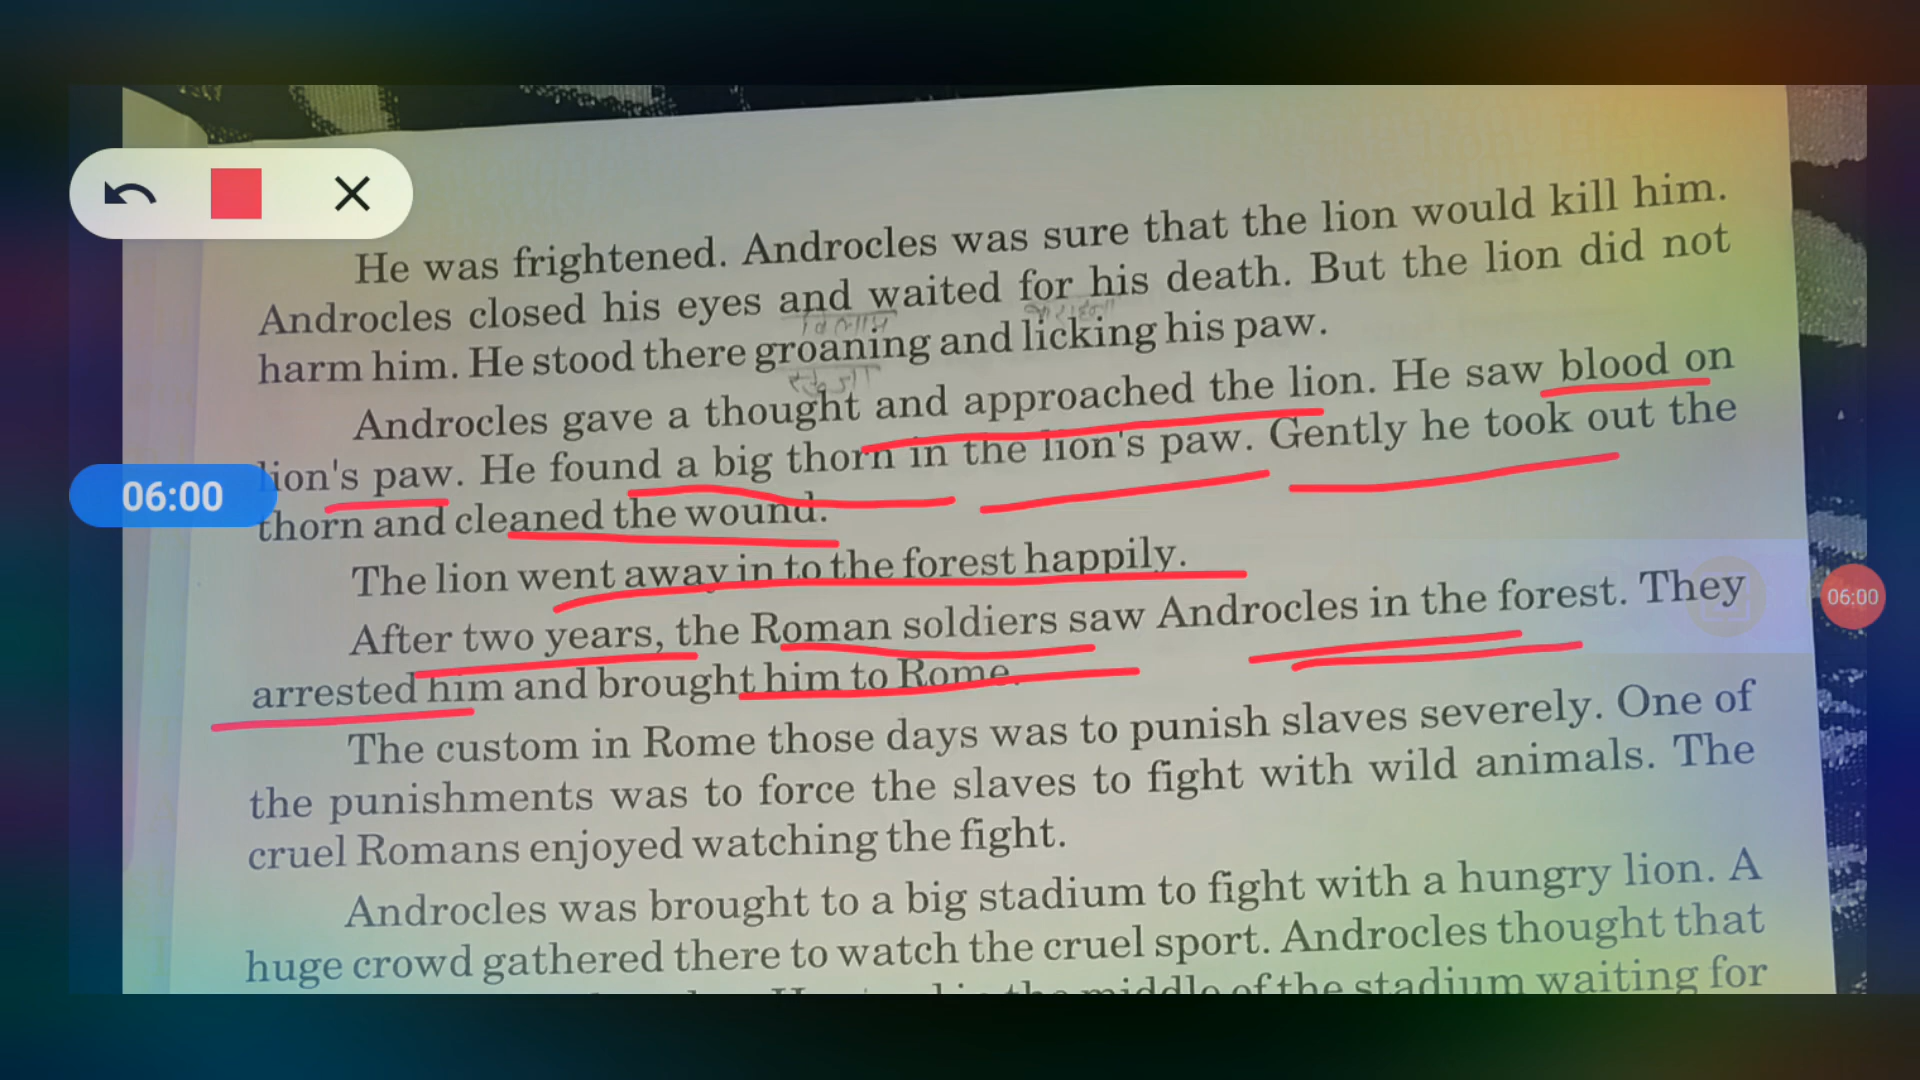 He was frightened. Androcles was sure that the lion would kill him.
Androcles closed his eyes and waited for his death. But the lion did not
harm him. He stood there groaning and licking his paw.
Androcles gave a thought and approached the lion. He saw blood on
lion's paw. He found a big thorn in the lion's paw. Gently he took out the
06:00
thorn and cleaned the wound.
The lion went away in to the forest happily.
After two years, the Roman soldiers saw Androcles in the forest. They
06:00
arrested him and brought him to Rome.
The custom in Rome those days was to punish slaves severely. One of
the punishments was to force the slaves to fight with wild animals. The
cruel Romans enjoyed watching the fight.
Androcles was brought to a big stadium to fight with a hungry lion. A
huge crowd gathered there to watch the cruel sport. Androcles thought that
middle of the stadium waiting for